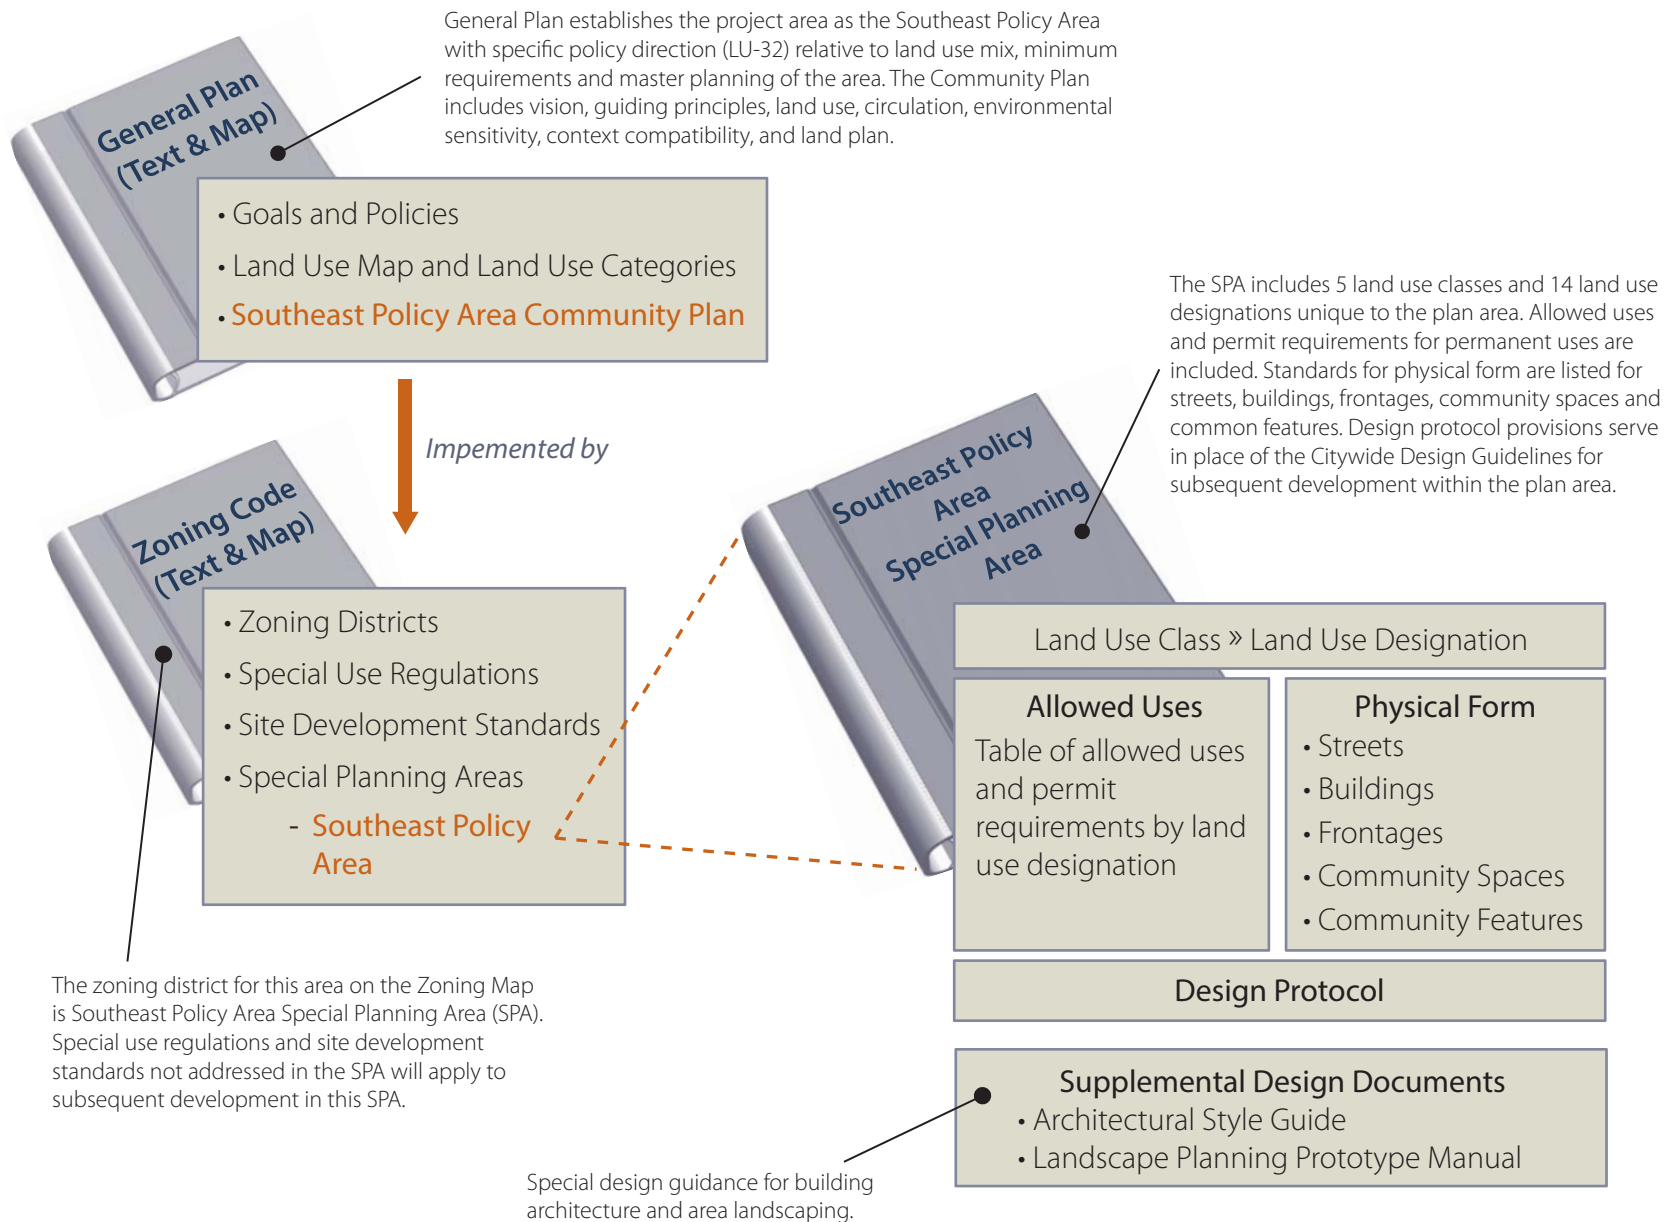 General Plan establishes the project area as the Southeast Policy Area
with specific policy direction (LU-32) relative to land use mix, minimum
requirements and master planning of the area. The Community Plan
includes vision, guiding principles, land use, circulation, environmental
sensitivity, context compatibility, and land plan.
General Plan
(Text & Map)
• Goals and Policies
• Land Use Map and Land Use Categories
• Southeast Policy Area Community Plan
Impemented by
Zoning Code
(Text & Map)
• Zoning Districts
• Special Use Regulations
• Site Development Standards
• Special Planning Areas
- Southeast Policy
Area
The zoning district for this area on the Zoning Map
is Southeast Policy Area Special Planning Area (SPA).
Special use regulations and site development
standards not addressed in the SPA will apply to
subsequent development in this SPA.
The SPA includes 5 land use classes and 14 land use
designations unique to the plan area. Allowed uses
and permit requirements for permanent uses are
included. Standards for physical form are listed for
streets, buildings, frontages, community spaces and
common features. Design protocol provisions serve
in place of the Citywide Design Guidelines for
subsequent development within the plan area.
Southeast Policy
Area
Special Planning
Area
Land Use Class » Land Use Designation
Allowed Uses
Table of allowed uses
and permit
requirements by land
use designation
Physical Form
• Streets
• Buildings
• Frontages
• Community Spaces
• Community Features
Design Protocol
Supplemental Design Documents
• Architectural Style Guide
• Landscape Planning Prototype Manual
Special design guidance for building
architecture and area landscaping.